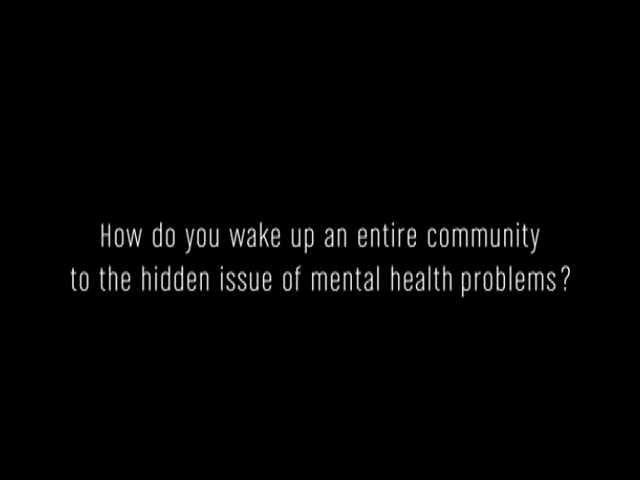 How do you wake up an entire community
to the hidden issue of mental health problems?